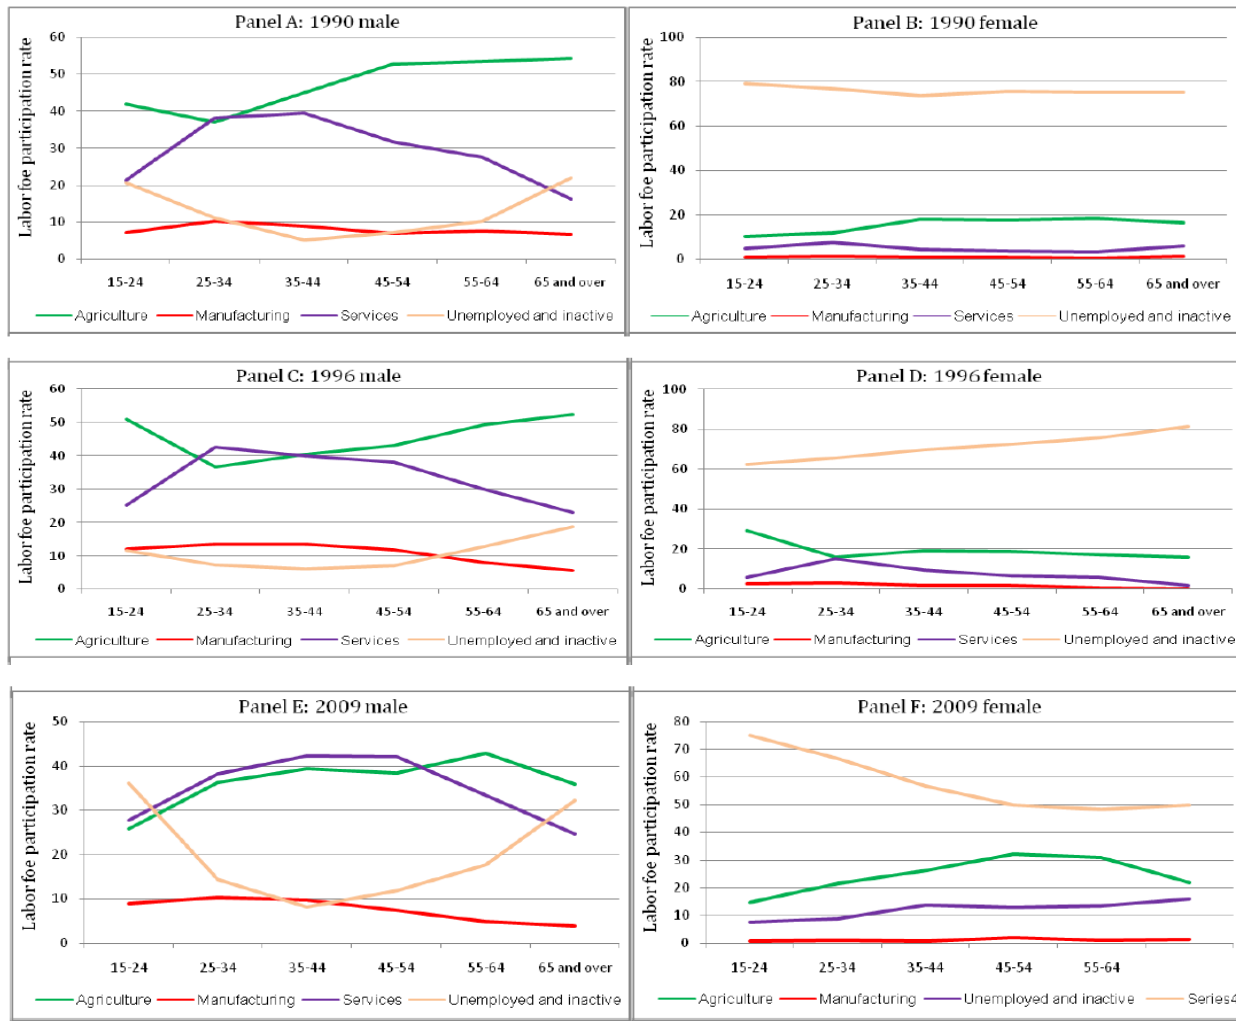 Panel A: 1990 male
Labor foe participation rate
60
50
40
30
20
10
0
15-24 25-34 35-44 45-54 55-64 65 and over
Agriculture Manufacturing Services Unemployed and inactive
Panel B: 1990 female
Labor foe participation rate
100
80
60
40
20
0
15-24 25-34 35-44 45-54 55-64 65 and over
Agriculture Manufacturing Services Unemployed and inactive
Panel C: 1996 male
Labor foe participation rate
60
50
40
30
20
10
0
15-24 25-34 35-44 45-54 55-64 65 and over
Agriculture Manufacturing Services Unemployed and inactive
Panel D: 1996 female
Labor foe participation rate
100
80
60
40
20
0
15-24 25-34 35-44 45-54 55-64 65 and over
Agriculture Manufacturing Services Unemployed and inactive
Panel E: 2009 male
Labor foe participation rate
50
40
30
20
10
0
15-24 25-34 35-44 45-54 55-64 65 and over
Agriculture Manufacturing Services Unemployed and inactive
Panel F: 2009 female
Labor foe participation rate
80
70
60
50
40
30
20
10
0
15-24 25-34 35-44 45-54 55-64
Agriculture Manufacturing Unemployed and inactive Series4